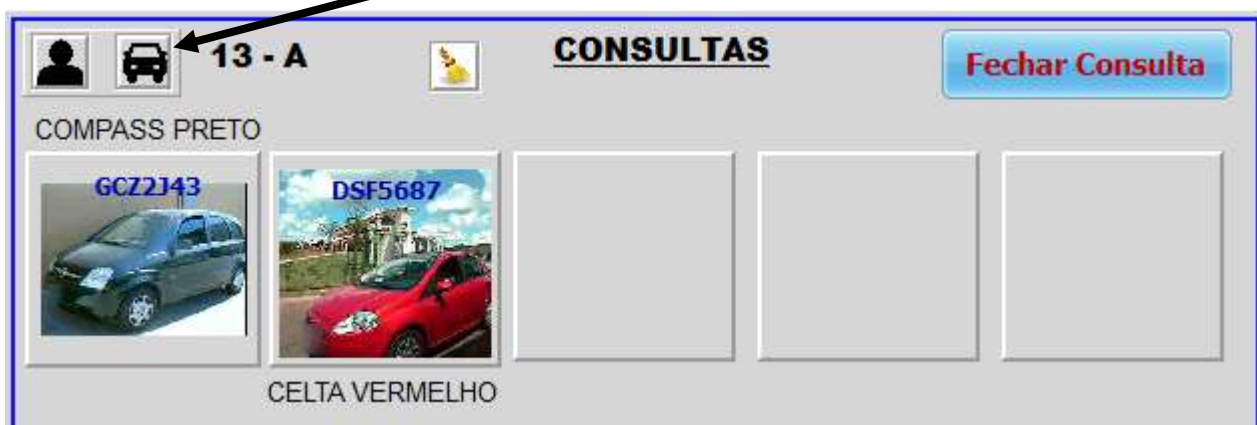 13 - A
CONSULTAS
Fechar Consulta
COMPASS PRETO
GCZ2J43
DSF5687
CELTA VERMELHO